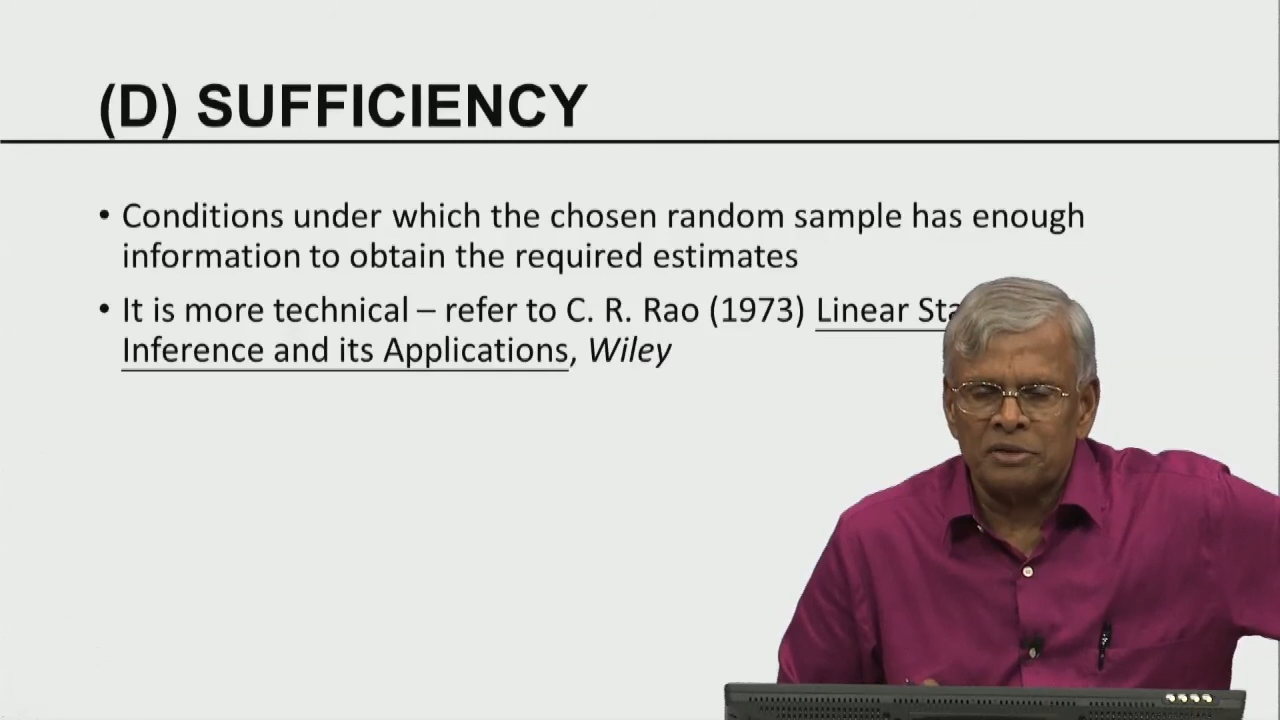 (D) SUFFICIENCY
• Conditions under which the chosen random sample has enough
information to obtain the required estimates
• It is more technical – refer to C. R. Rao (1973) Linear Sta
Inference and its Applications, Wiley